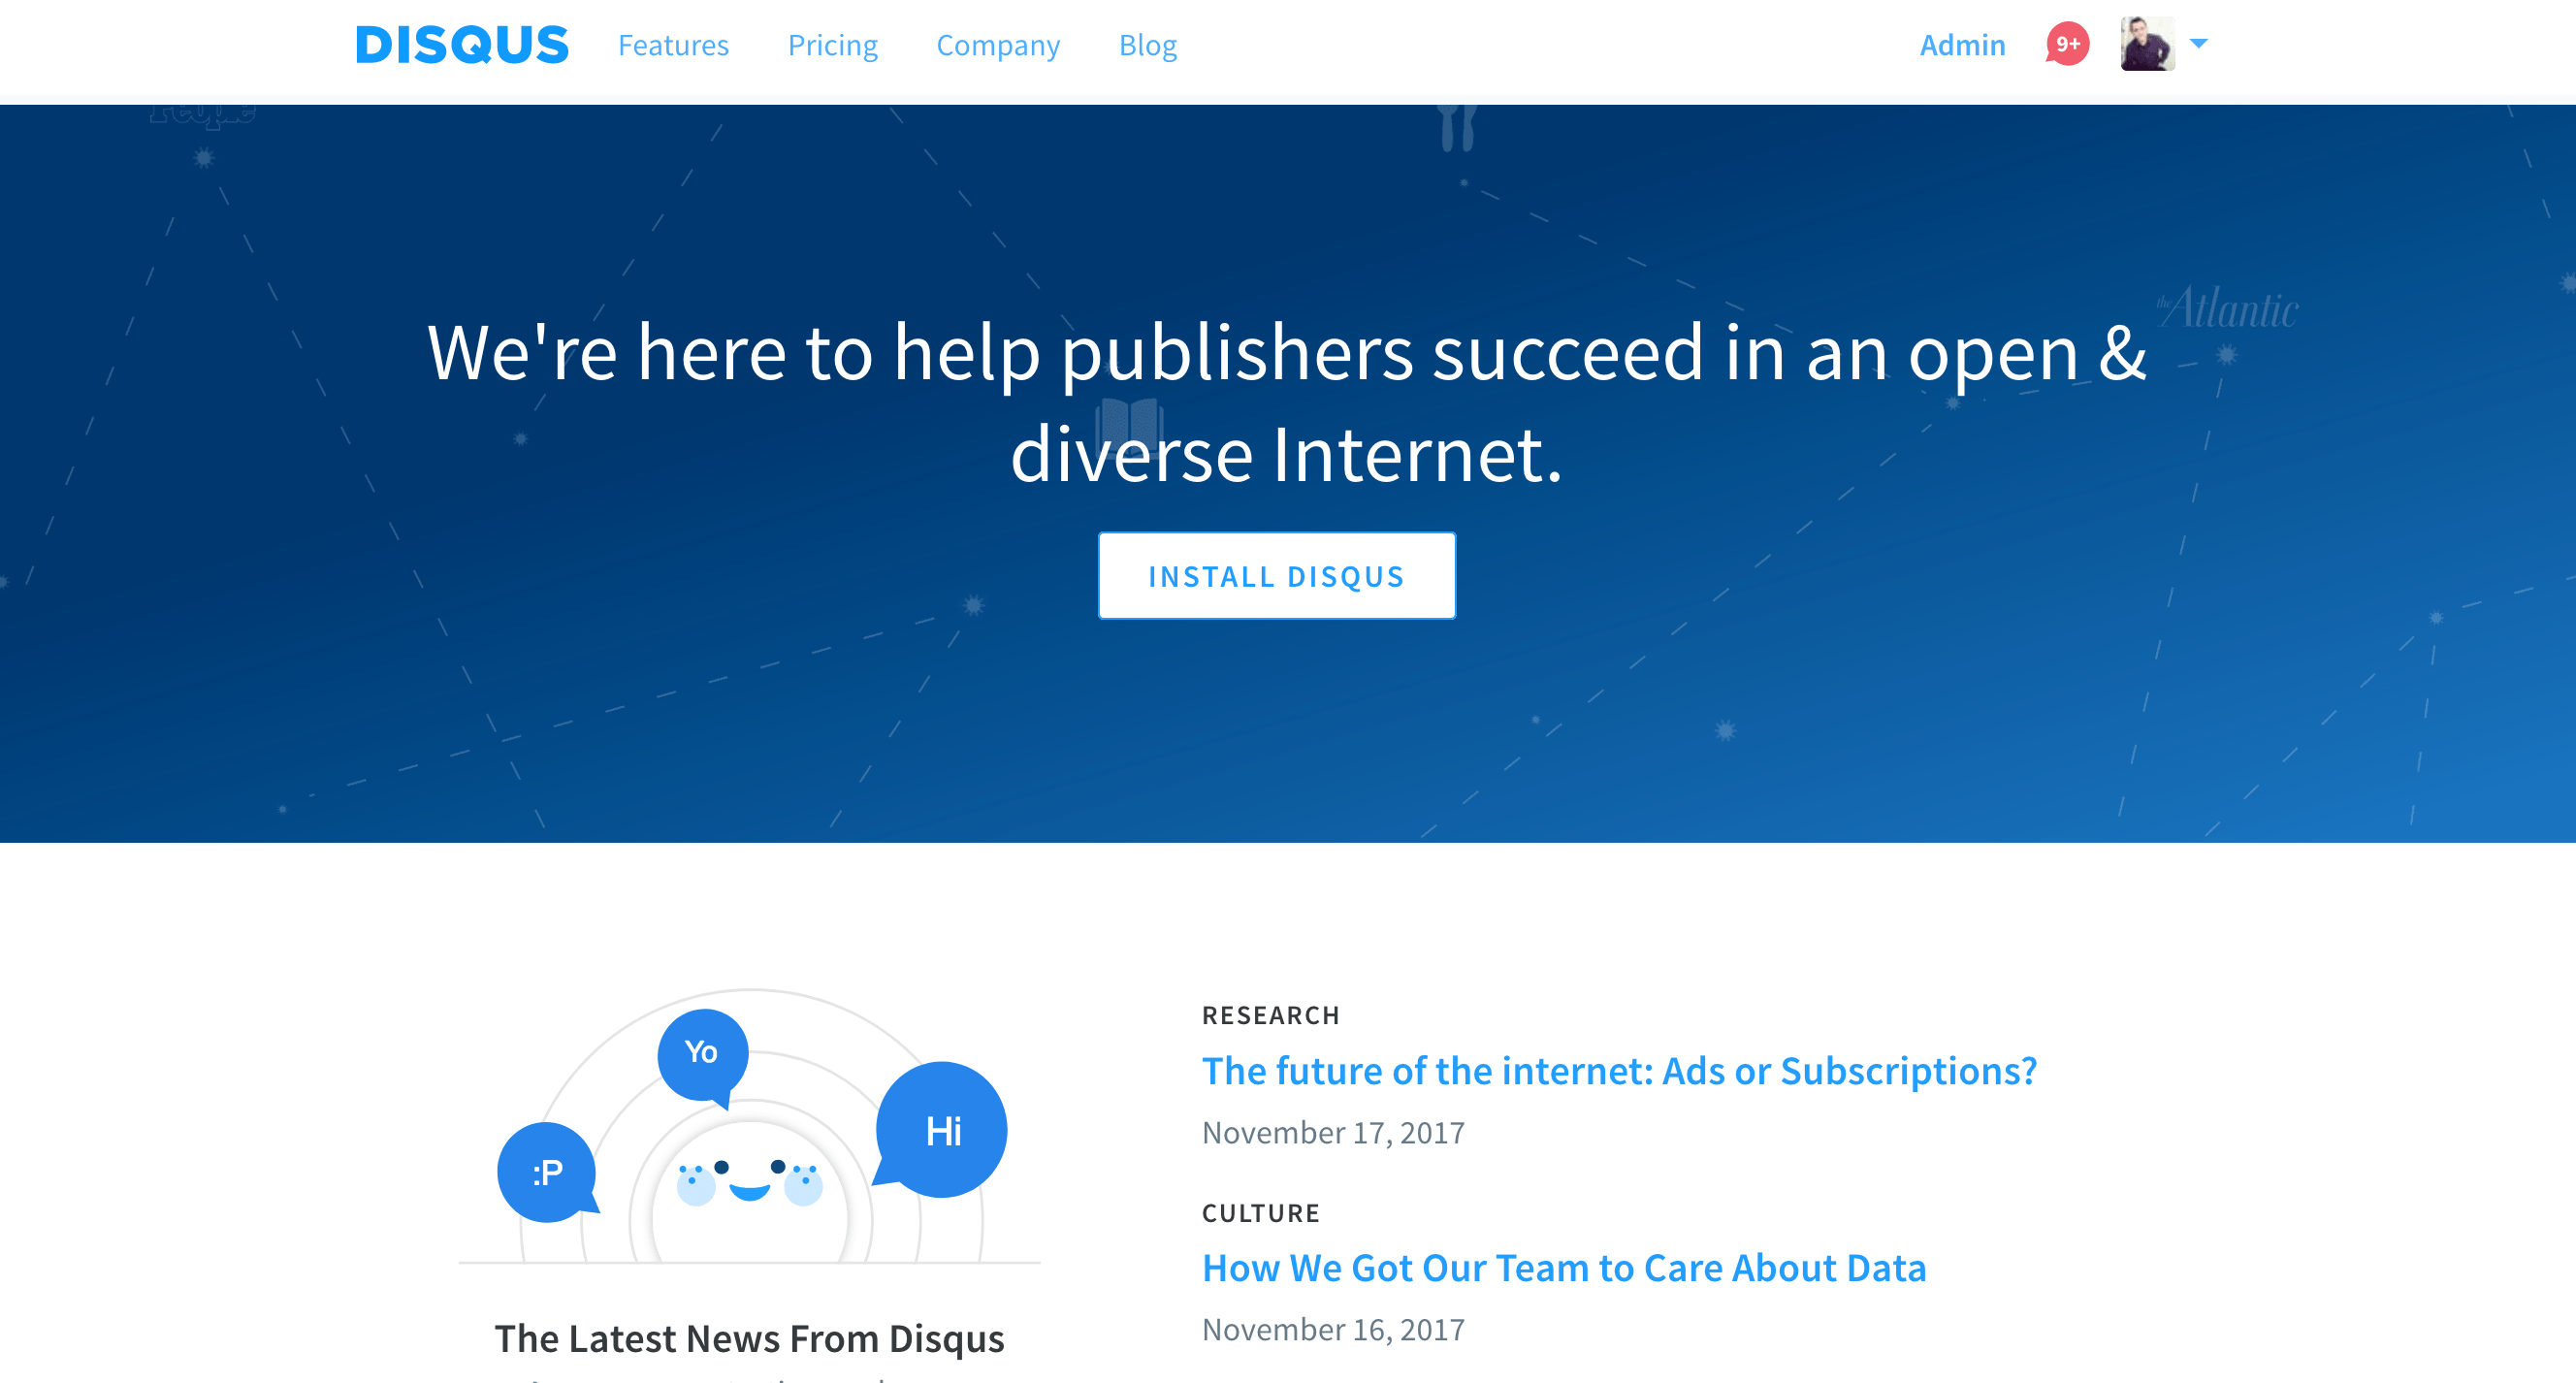 DISQUS
Features
Pricing
Company
Blog
Admin
9+
People
the Atlantic
We're here to help publishers succeed in an open &
diverse Internet.
INSTALL DISQUS
Yo
Hi
:P
The Latest News From Disqus
RESEARCH
The future of the internet: Ads or Subscriptions?
November 17, 2017
CULTURE
How We Got Our Team to Care About Data
November 16, 2017